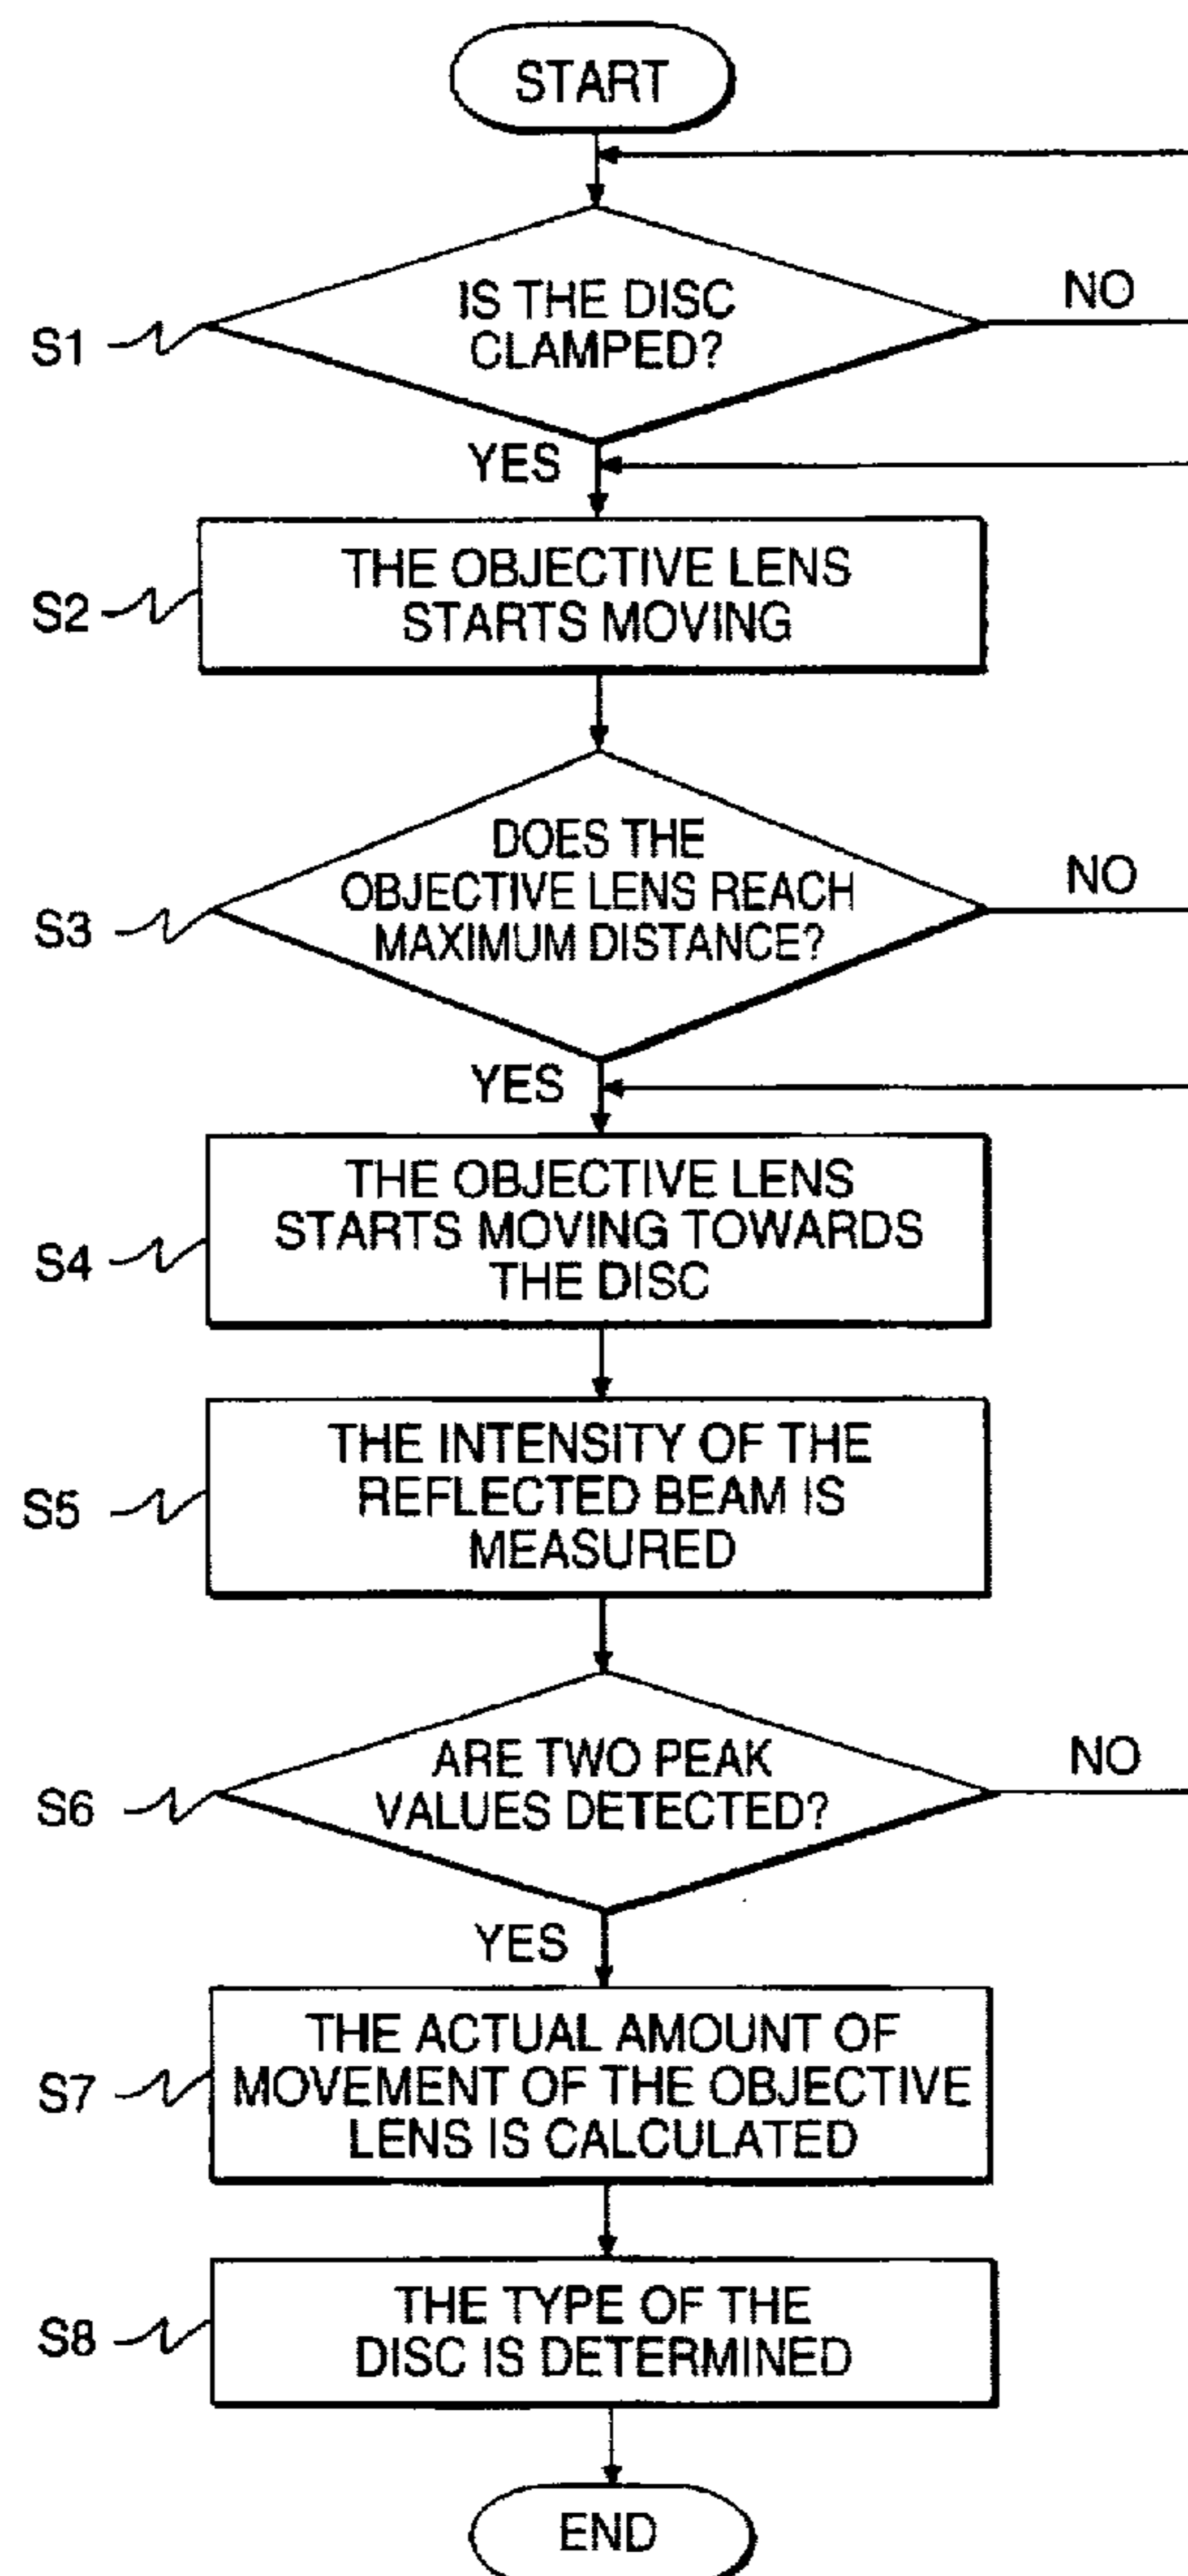 START
IS THE DISC
CLAMPED?
NO
S1
YES
THE OBJECTIVE LENS
STARTS MOVING
S2
DOES THE
OBJECTIVE LENS REACH
MAXIMUM DISTANCE?
NO
S3
YES
THE OBJECTIVE LENS
STARTS MOVING TOWARDS
THE DISC
S4
THE INTENSITY OF THE
REFLECTED BEAM IS
MEASURED
S5
ARE TWO PEAK
VALUES DETECTED?
NO
S6
YES
THE ACTUAL AMOUNT OF
MOVEMENT OF THE OBJECTIVE
LENS IS CALCULATED
S7
THE TYPE OF THE
DISC IS DETERMINED
S8
END